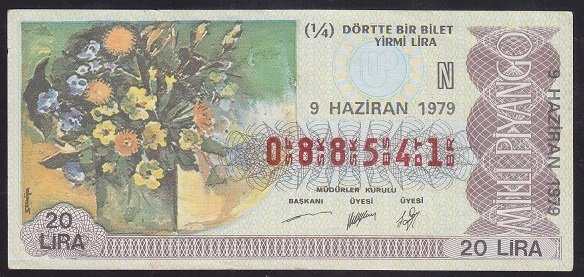 (1/4) DÖRTTE BİR BİLET
YİRMİ LİRA
N
9 HAZİRAN 1979
088541
MÜDÜRLER KURULU
BAŞKANI ÜYESİ ÜYESİ
20
LİRA
20 LİRA
MİLLİ PİYANGO
9 HAZİRAN 1979